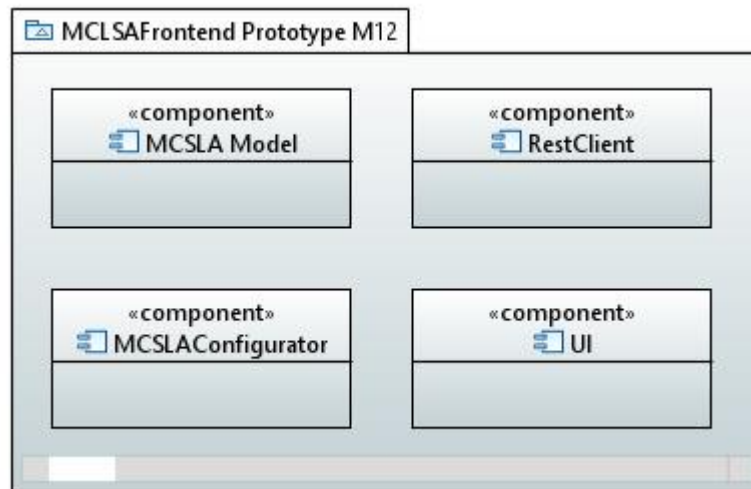 MCLSAFrontend Prototype M12
«component»
MCSLA Model
«component»
RestClient
«component»
MCSLAConfigurator
«component»
UI